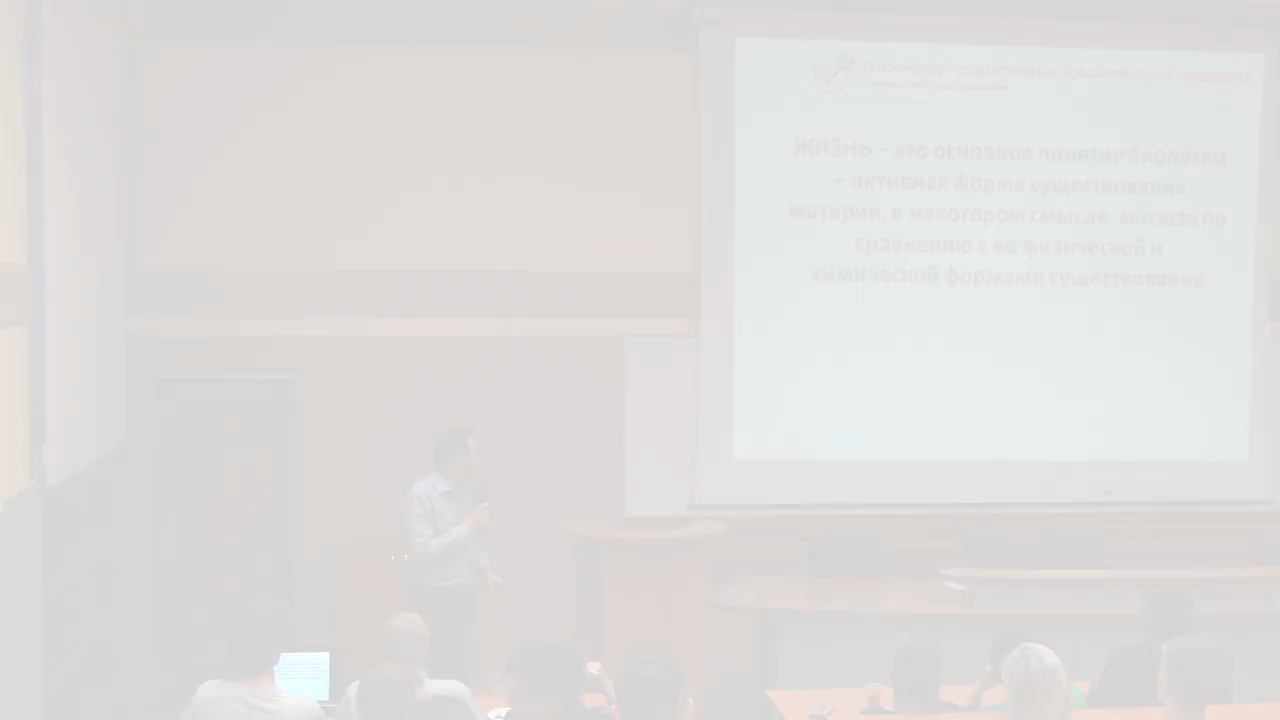 ЖИЗНЬ – это основное понятие биологии
– активная форма существования
материи, в некотором смысле высшая по
сравнению с ее физической и
химической формами существования